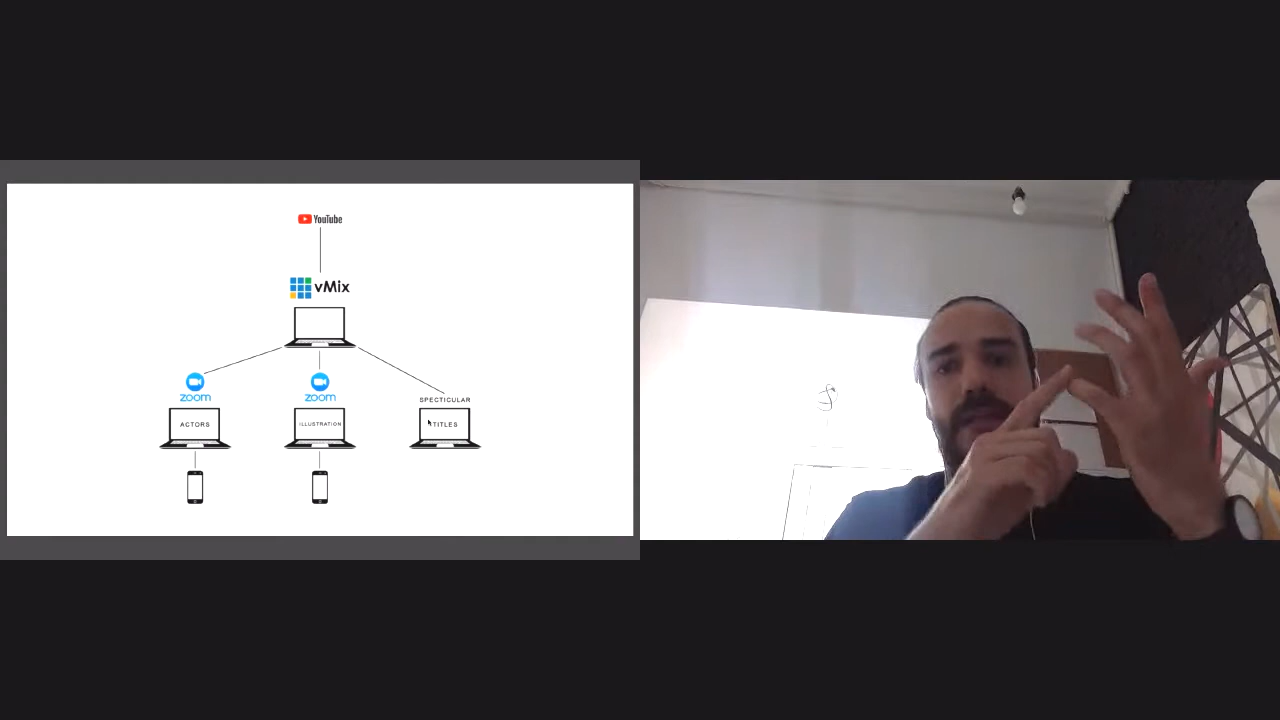 YouTube
vMix
zoom
zoom
SPECTICULAR
ACTORS
ILLUSTRATION
TITLES